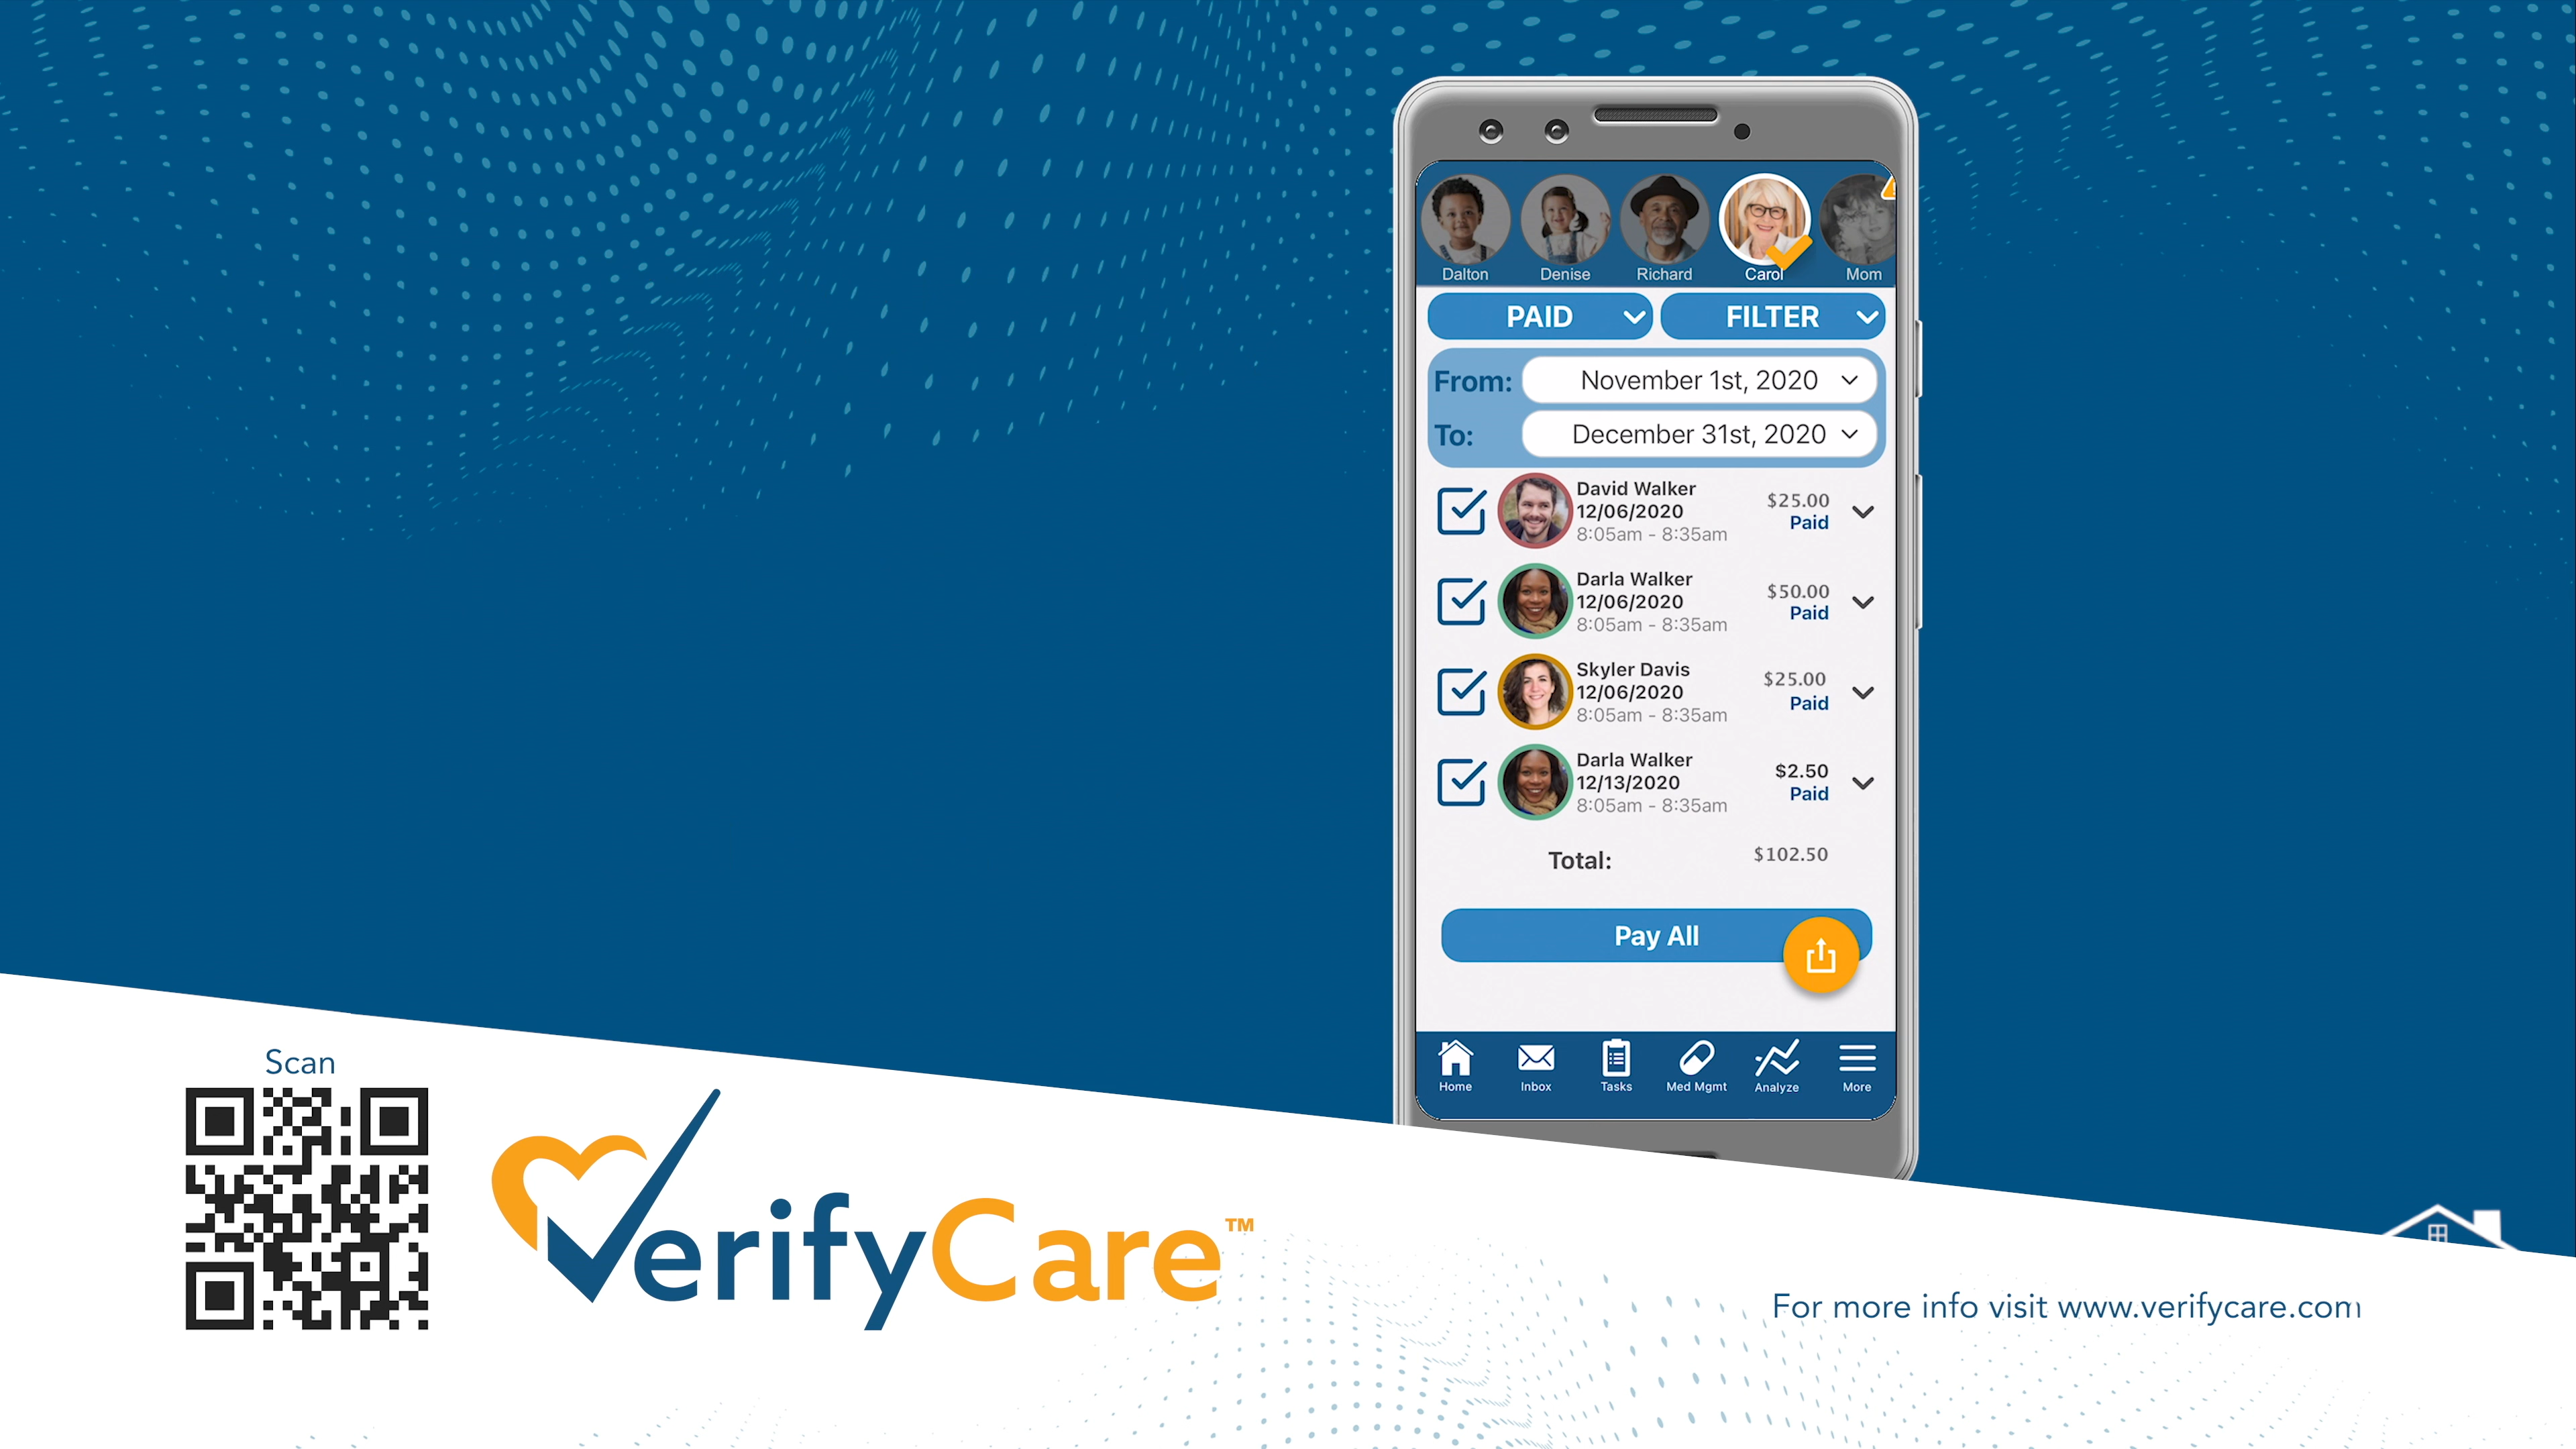 Dalton Denise Richard Carol Mom
PAID FILTER
From: November 1st, 2020
To: December 31st, 2020
David Walker
12/06/2020
8:05am - 8:35am
$25.00
Paid
Darla Walker
12/06/2020
8:05am - 8:35am
$50.00
Paid
Skyler Davis
12/06/2020
8:05am - 8:35am
$25.00
Paid
Darla Walker
12/13/2020
8:05am - 8:35am
$2.50
Paid
Total: $102.50
Pay All
Home Inbox Tasks Med Mgmt Analyze More
Scan
VerifyCare™
For more info visit www.verifycare.com